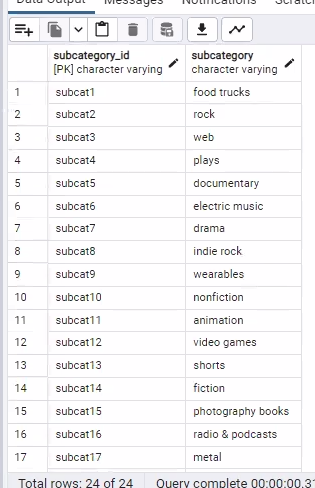 Data Output Messages Notifications
subcategory_id subcategory
[PK] character varying character varying
1 subcat1 food trucks
2 subcat2 rock
3 subcat3 web
4 subcat4 plays
5 subcat5 documentary
6 subcat6 electric music
7 subcat7 drama
8 subcat8 indie rock
9 subcat9 wearables
10 subcat10 nonfiction
11 subcat11 animation
12 subcat12 video games
13 subcat13 shorts
14 subcat14 fiction
15 subcat15 photography books
16 subcat16 radio & podcasts
17 subcat17 metal
Total rows: 24 of 24 Query complete 00:00:00.31